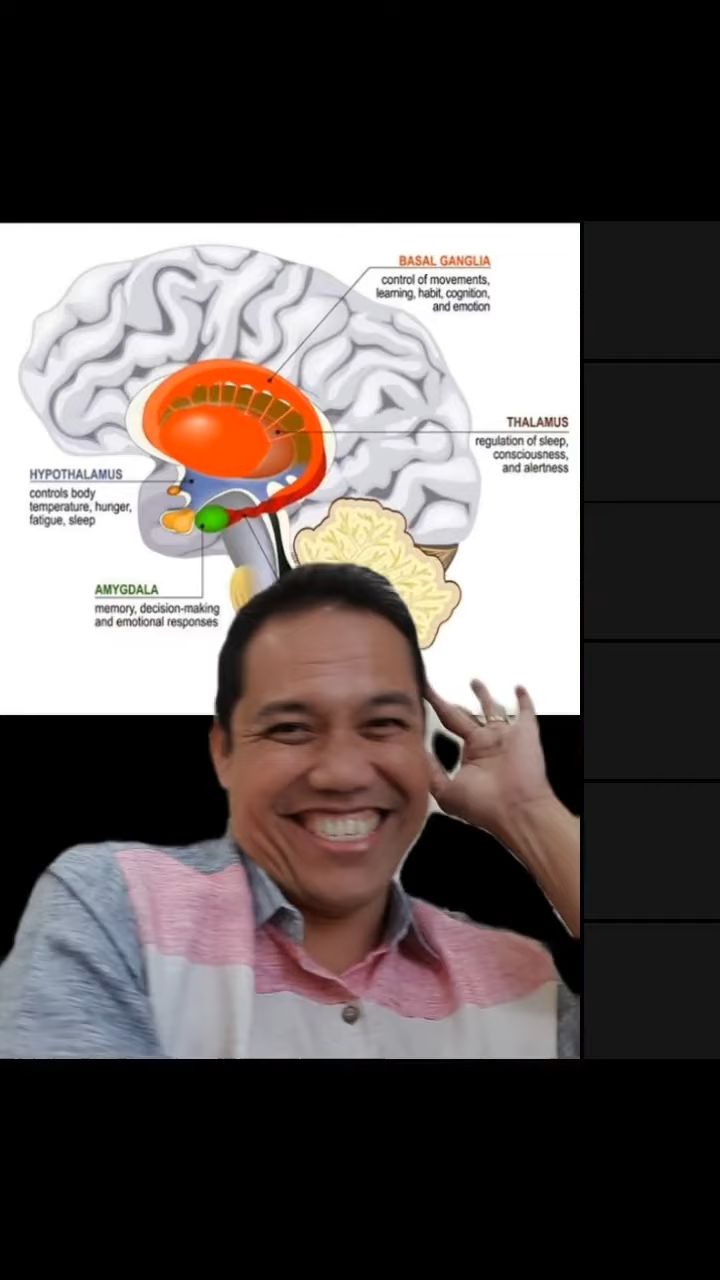 BASAL GANGLIA
control of movements,
learning, habit, cognition,
and emotion
THALAMUS
regulation of sleep,
consciousness,
and alertness
HYPOTHALAMUS
controls body
temperature, hunger,
fatigue, sleep
AMYGDALA
memory, decision-making
and emotional responses